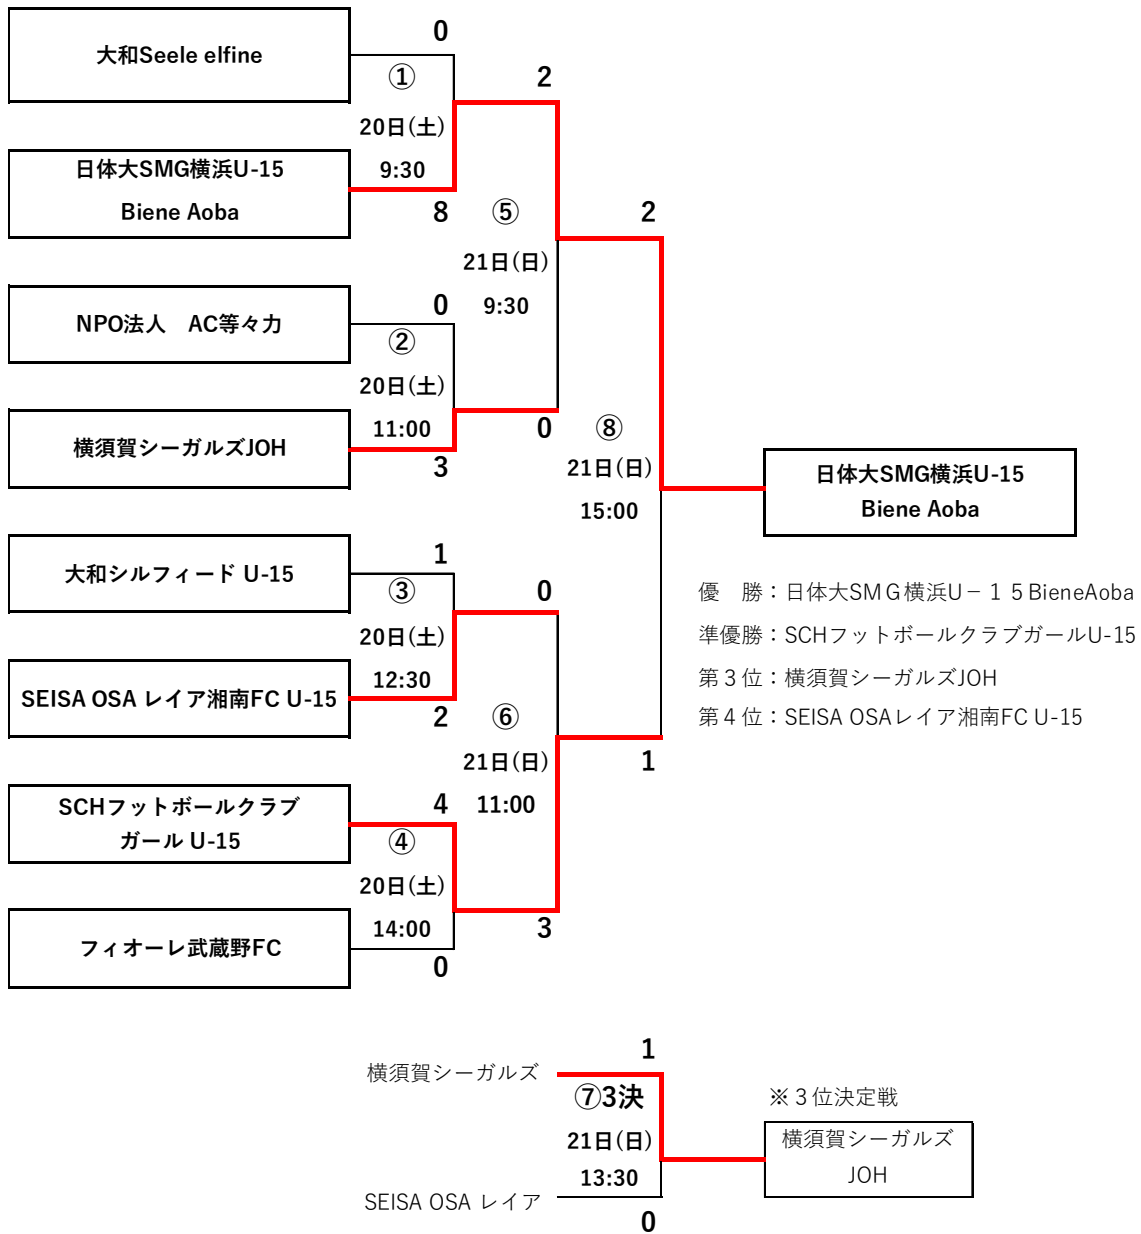 0
大和Seele elfine
①
2
20日(土)
日体大SMG横浜U-15
9:30
Biene Aoba
8
⑤
2
21日(日)
0
9:30
NPO法人　AC等々力
②
20日(土)
11:00
0
⑧
横須賀シーガルズJOH
3
21日(日)
日体大SMG横浜U-15
15:00
Biene Aoba
1
大和シルフィード U-15
③
0
優　勝：日体大SMＧ横浜U－１５BieneAoba
20日(土)
準優勝：SCHフットボールクラブガールU-15
12:30
第３位：横須賀シーガルズJOH
SEISA OSA レイア湘南FC U-15
2
⑥
第４位：SEISA OSAレイア湘南FC U-15
21日(日)
1
SCHフットボールクラブ
4
11:00
ガール U-15
④
20日(土)
14:00
3
フィオーレ武蔵野FC
0
1
横須賀シーガルズ
⑦3決
※３位決定戦
21日(日)
横須賀シーガルズ
13:30
JOH
SEISA OSA レイア
0